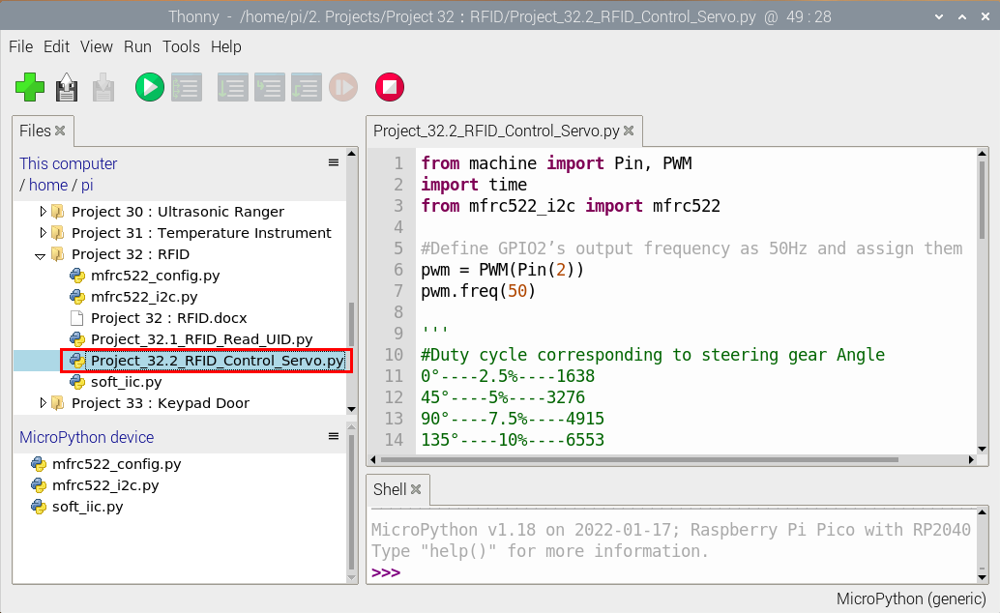 Thonny - /home/pi/2. Projects/Project 32 : RFID/Project_32.2_RFID_Control_Servo.py @ 49 : 28
File Edit View Run Tools Help
Files
This computer
/ home / pi
Project 30 : Ultrasonic Ranger
Project 31 : Temperature Instrument
Project 32 : RFID
mfrc522_config.py
mfrc522_i2c.py
Project 32 : RFID.docx
Project_32.1_RFID_Read_UID.py
Project_32.2_RFID_Control_Servo.py
soft_iic.py
Project 33 : Keypad Door
MicroPython device
mfrc522_config.py
mfrc522_i2c.py
soft_iic.py
Project_32.2_RFID_Control_Servo.py
1 from machine import Pin, PWM
2 import time
3 from mfrc522_i2c import mfrc522
4
5 #Define GPIO2’s output frequency as 50Hz and assign them
6 pwm = PWM(Pin(2))
7 pwm.freq(50)
8
9 '''
10 #Duty cycle corresponding to steering gear Angle
11 0°----2.5%----1638
12 45°----5%----3276
13 90°----7.5%----4915
14 135°----10%----6553
Shell
MicroPython v1.18 on 2022-01-17; Raspberry Pi Pico with RP2040
Type "help()" for more information.
>>>
MicroPython (generic)